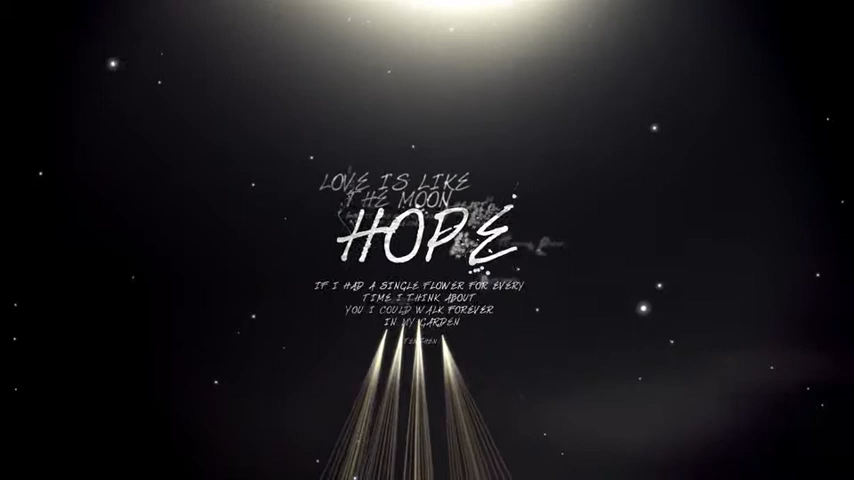 LOVE IS LIKE
THE MOON
HOPE
IF I HAD A SINGLE FLOWER FOR EVERY
TIME I THINK ABOUT
YOU I COULD WALK FOREVER
IN MY GARDEN